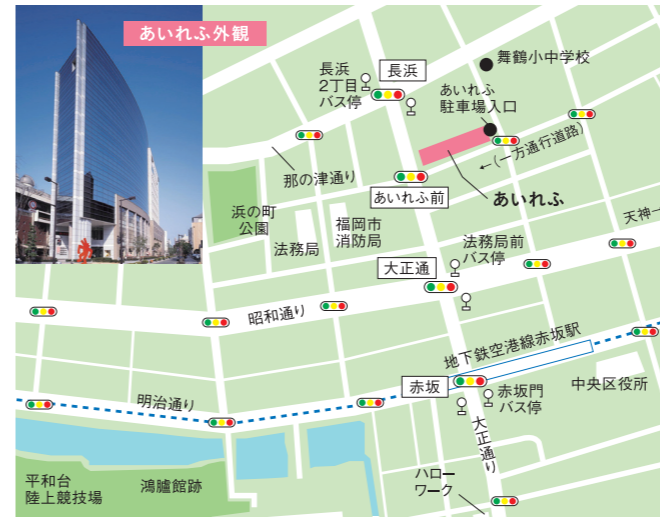 あいれふ外観
長浜
2丁目
バス停
長浜
舞鶴小中学校
あいれふ
駐車場入口
←(一方通行道路)
那の津通り
あいれふ前
あいれふ
浜の町
公園
法務局
福岡市
消防局
大正通
法務局前
バス停
天神→
昭和通り
地下鉄空港線赤坂駅
赤坂
赤坂門
バス停
中央区役所
明治通り
大正通り
平和台
陸上競技場
鴻臚館跡
ハロー
ワーク